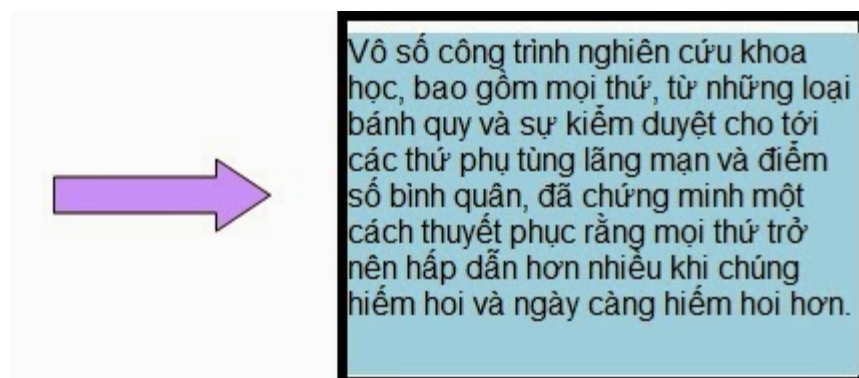 Vô số công trình nghiên cứu khoa
học, bao gồm mọi thứ, từ những loại
bánh quy và sự kiểm duyệt cho tới
các thứ phụ tùng lãng mạn và điểm
số bình quân, đã chứng minh một
cách thuyết phục rằng mọi thứ trở
nên hấp dẫn hơn nhiều khi chúng
hiếm hoi và ngày càng hiếm hoi hơn.